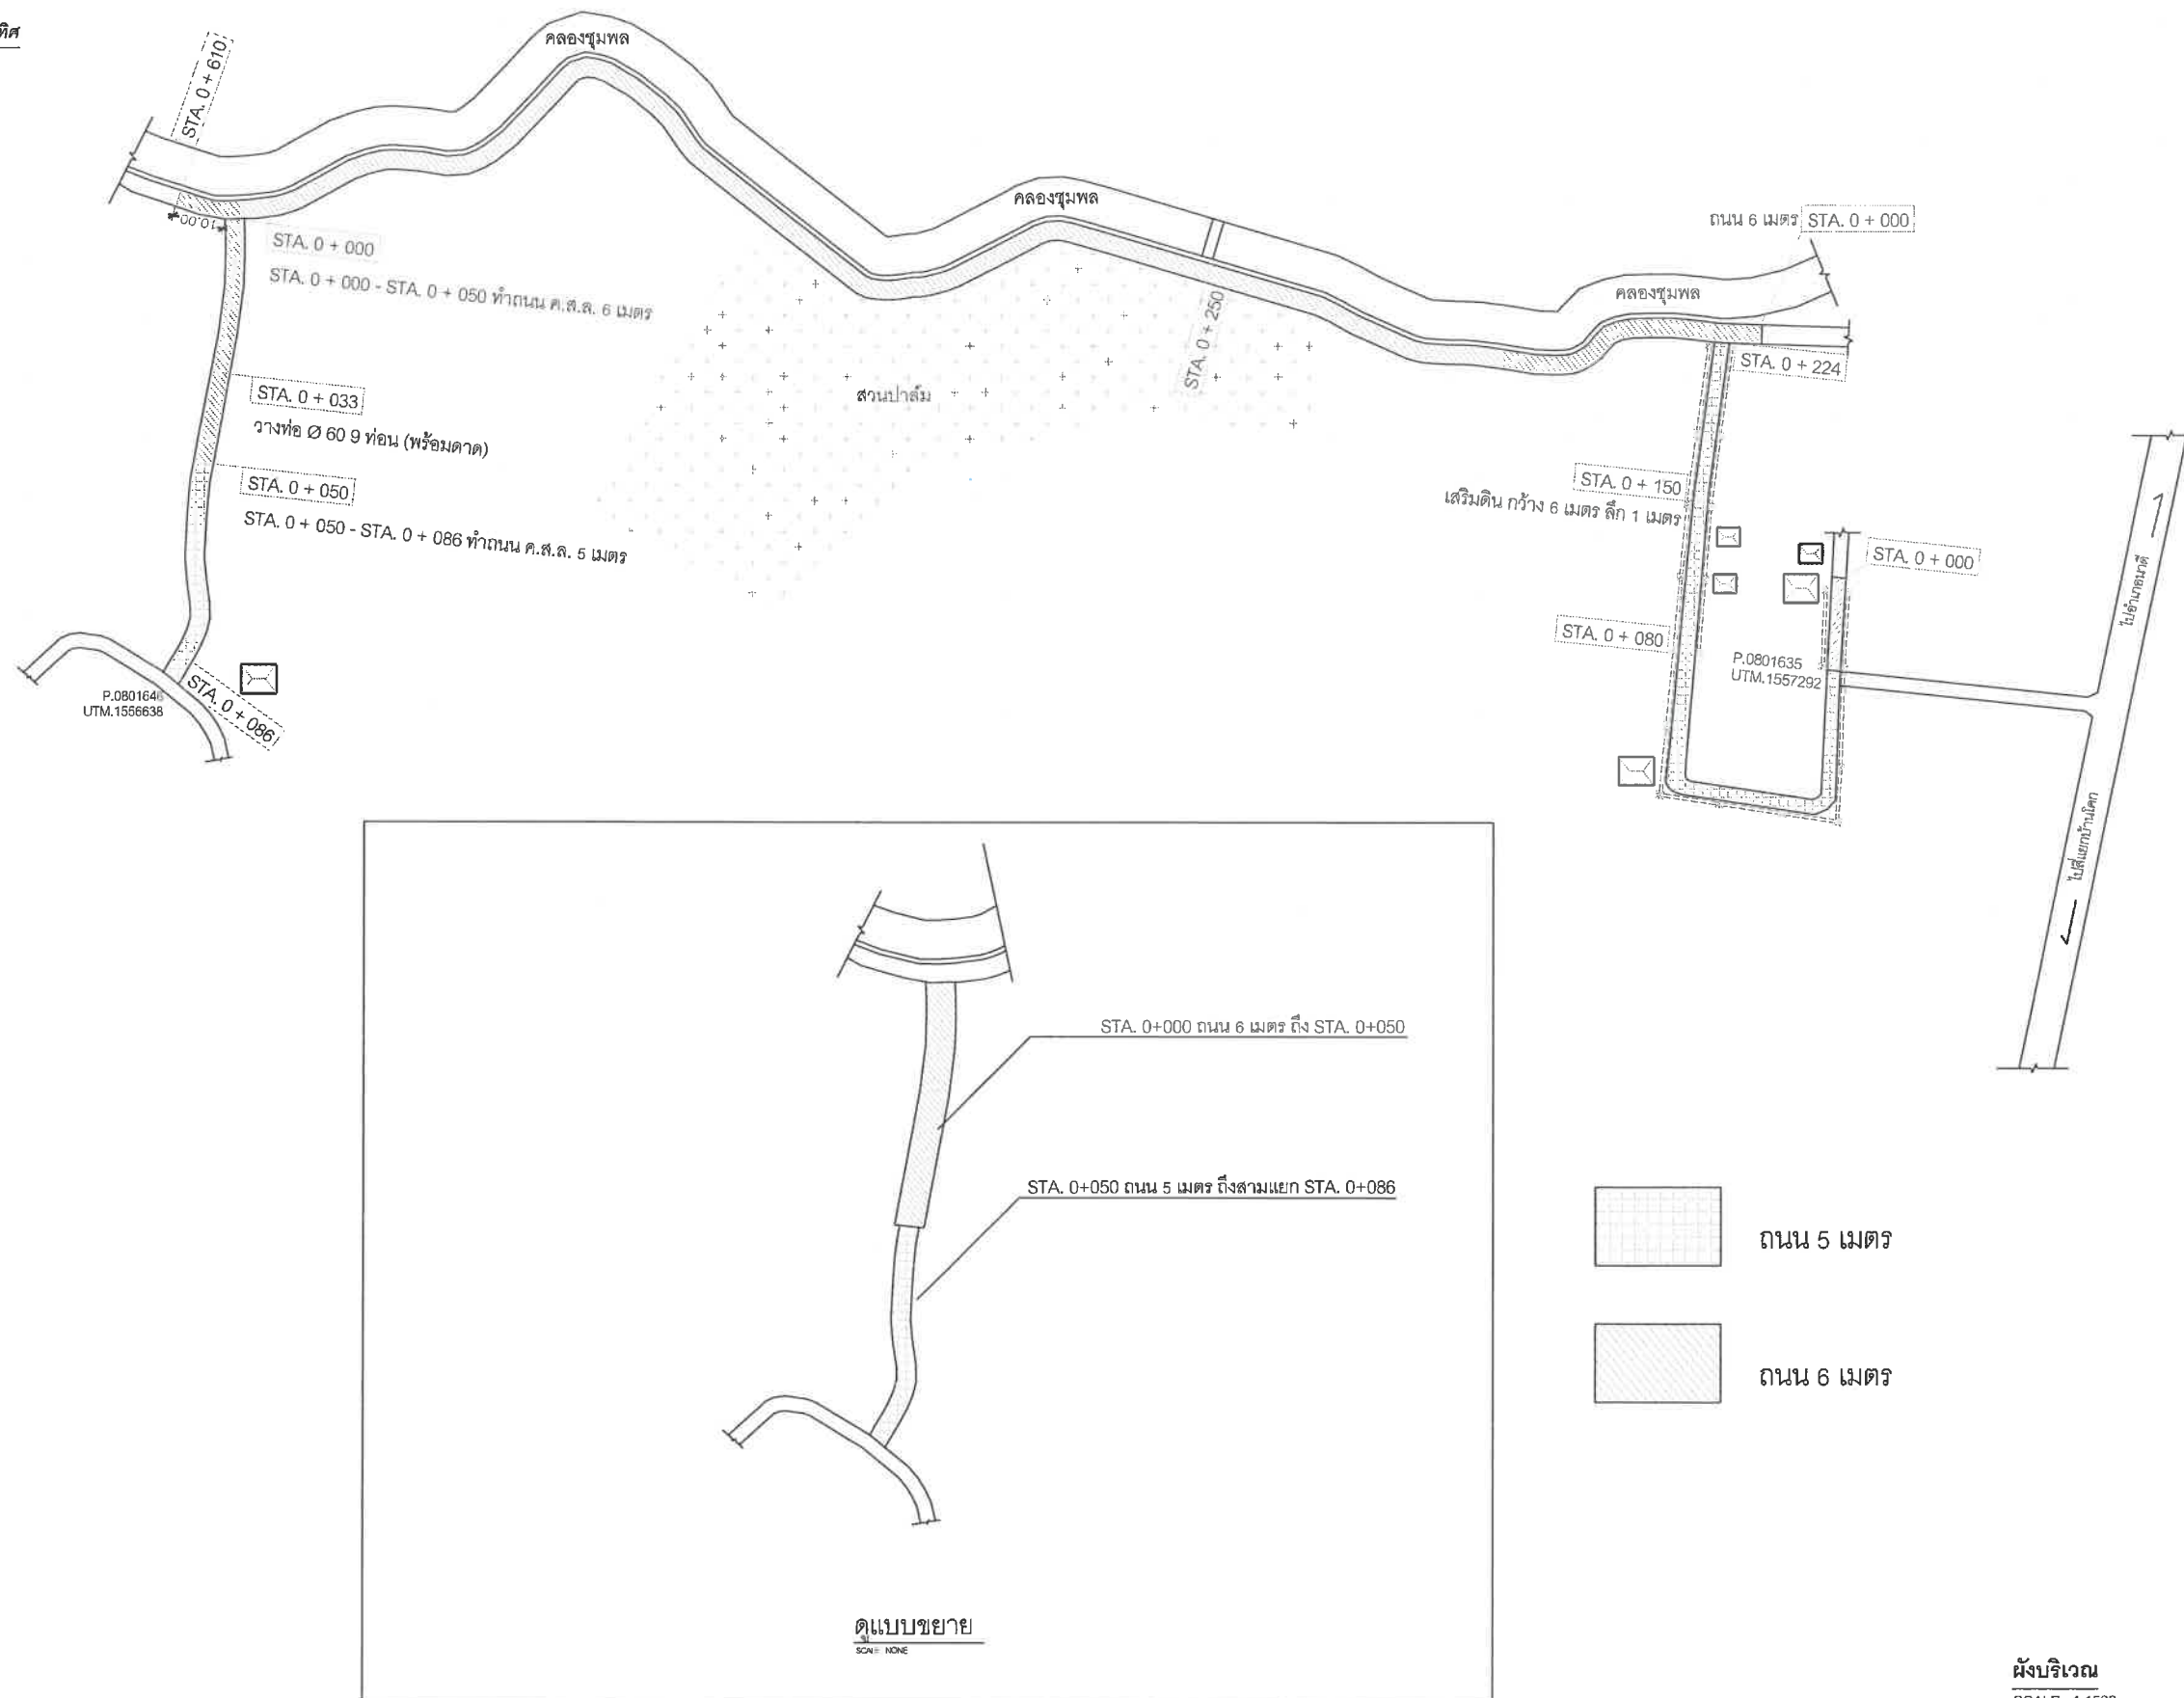 ทิศ
STA. 0 + 610
คลองชุมพล
10.00
STA. 0 + 000
STA. 0 + 000 - STA. 0 + 050 ทำถนน ค.ส.ล. 6 เมตร
STA. 0 + 033
วางท่อ Ø 60 9 ท่อน (พร้อมดาด)
STA. 0 + 050
STA. 0 + 050 - STA. 0 + 086 ทำถนน ค.ส.ล. 5 เมตร
P.080164
UTM.1556638
STA. 0 + 086
สวนปาล์ม
คลองชุมพล
STA. 0 + 250
ถนน 6 เมตร STA. 0 + 000
คลองชุมพล
STA. 0 + 224
STA. 0 + 150
เสริมดิน กว้าง 6 เมตร ลึก 1 เมตร
STA. 0 + 000
STA. 0 + 080
P.0801635
UTM.1557292
ไปอำเภอนาดี
ไปสี่แยกบ้านโคก
STA. 0+000 ถนน 6 เมตร ถึง STA. 0+050
STA. 0+050 ถนน 5 เมตร ถึงสามแยก STA. 0+086
ถนน 5 เมตร
ถนน 6 เมตร
ดูแบบขยาย
SCALE NONE
ผังบริเวณ